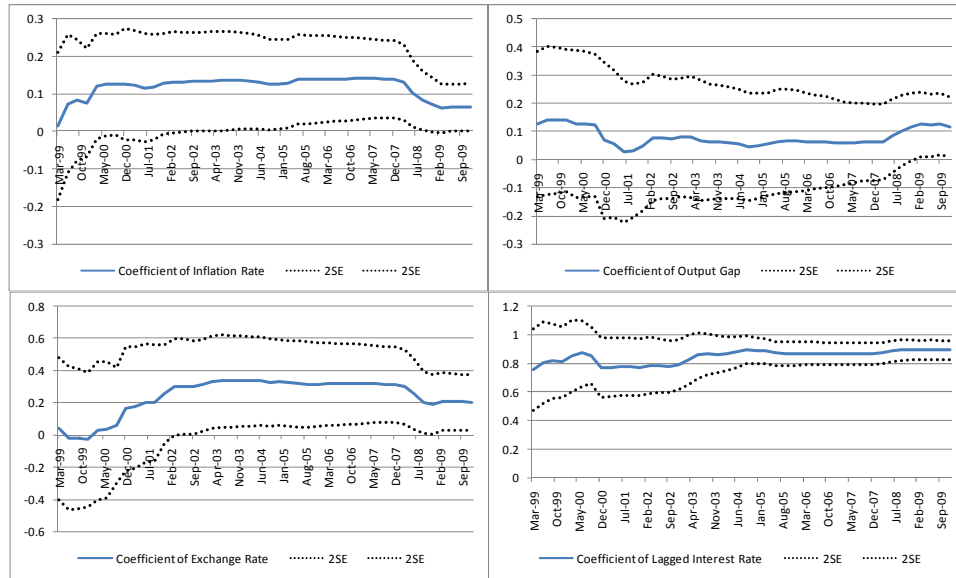 0.3
0.2
0.1
0
-0.1
-0.2
-0.3
Mar-99
Oct-99
May-00
Dec-00
Jul-01
Feb-02
Sep-02
Apr-03
Nov-03
Jun-04
Jan-05
Aug-05
Mar-06
Oct-06
May-07
Dec-07
Jul-08
Feb-09
Sep-09
Coefficient of Inflation Rate 2SE 2SE
0.5
0.4
0.3
0.2
0.1
0
-0.1
-0.2
-0.3
Mar-99
Oct-99
May-00
Dec-00
Jul-01
Feb-02
Sep-02
Apr-03
Nov-03
Jun-04
Jan-05
Aug-05
Mar-06
Oct-06
May-07
Dec-07
Jul-08
Feb-09
Sep-09
Coefficient of Output Gap 2SE 2SE
0.8
0.6
0.4
0.2
0
-0.2
-0.4
-0.6
Mar-99
Oct-99
May-00
Dec-00
Jul-01
Feb-02
Sep-02
Apr-03
Nov-03
Jun-04
Jan-05
Aug-05
Mar-06
Oct-06
May-07
Dec-07
Jul-08
Feb-09
Sep-09
Coefficient of Exchange Rate 2SE 2SE
1.2
1
0.8
0.6
0.4
0.2
0
Mar-99
Oct-99
May-00
Dec-00
Jul-01
Feb-02
Sep-02
Apr-03
Nov-03
Jun-04
Jan-05
Aug-05
Mar-06
Oct-06
May-07
Dec-07
Jul-08
Feb-09
Sep-09
Coefficient of Lagged Interest Rate 2SE 2SE